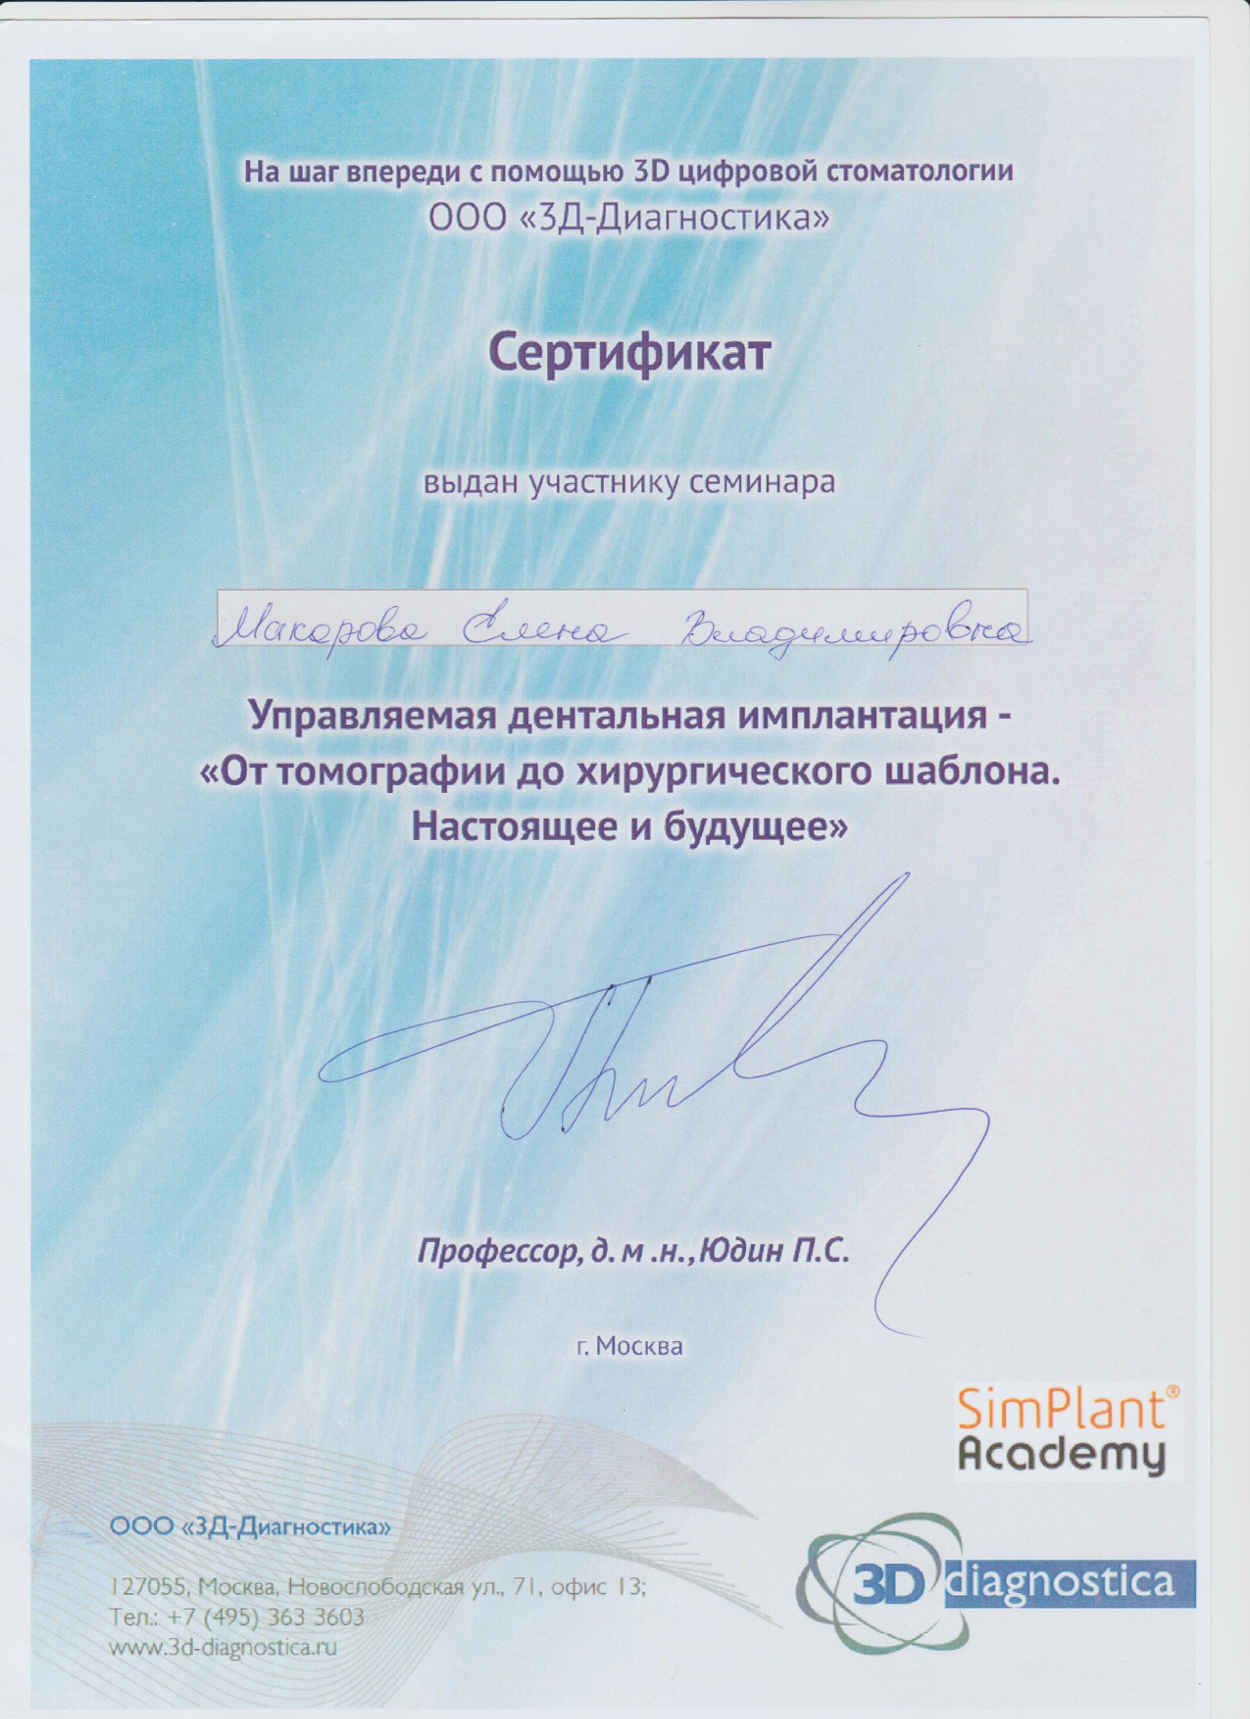 На шаг впереди с помощью 3D цифровой стоматологии
ООО «3Д-Диагностика»
Сертификат
выдан участнику семинара
Макарова Елена Владимировна
Управляемая дентальная имплантация -
«От томографии до хирургического шаблона.
Настоящее и будущее»
Профессор, д. м .н., Юдин П.С.
г. Москва
SimPlant®
Academy
ООО «3Д-Диагностика»
127055, Москва, Новослободская ул., 71, офис 13;
Тел.: +7 (495) 363 3603
www.3d-diagnostica.ru
3Ddiagnostica